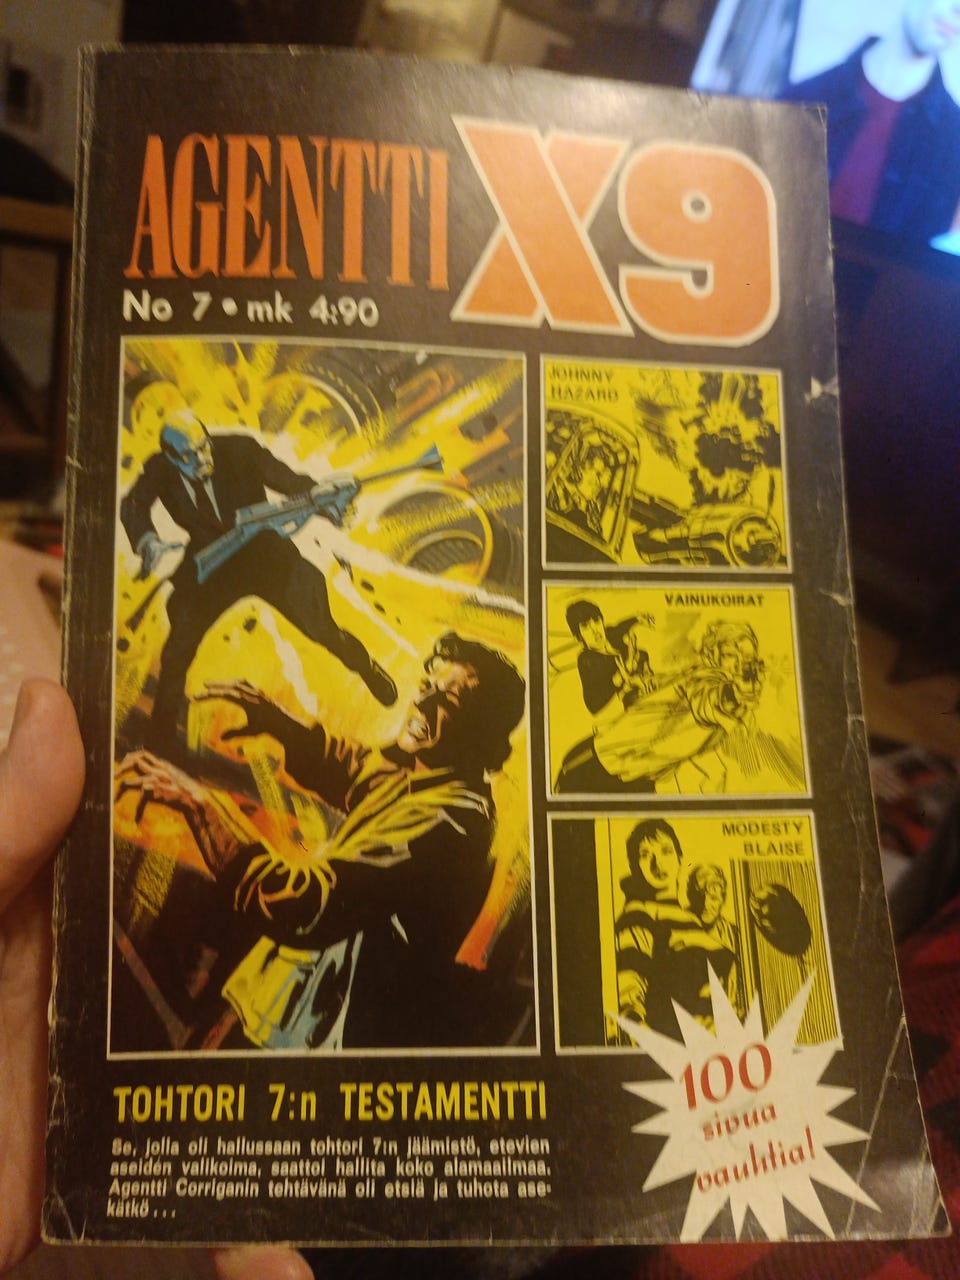 AGENTTI X9
No 7 • mk 4:90
JOHNNY
HAZARD
VAINUKOIRAT
MODESTY
BLAISE
100
sivua
vauhtia!
TOHTORI 7:n TESTAMENTTI
Se, jolla oli hallussaan tohtori 7:n jäämistö, etevien
aseiden valikoima, saattoi hallita koko alamaailmaa.
Agentti Corriganin tehtävänä oli etsiä ja tuhota ase-
kätkö...